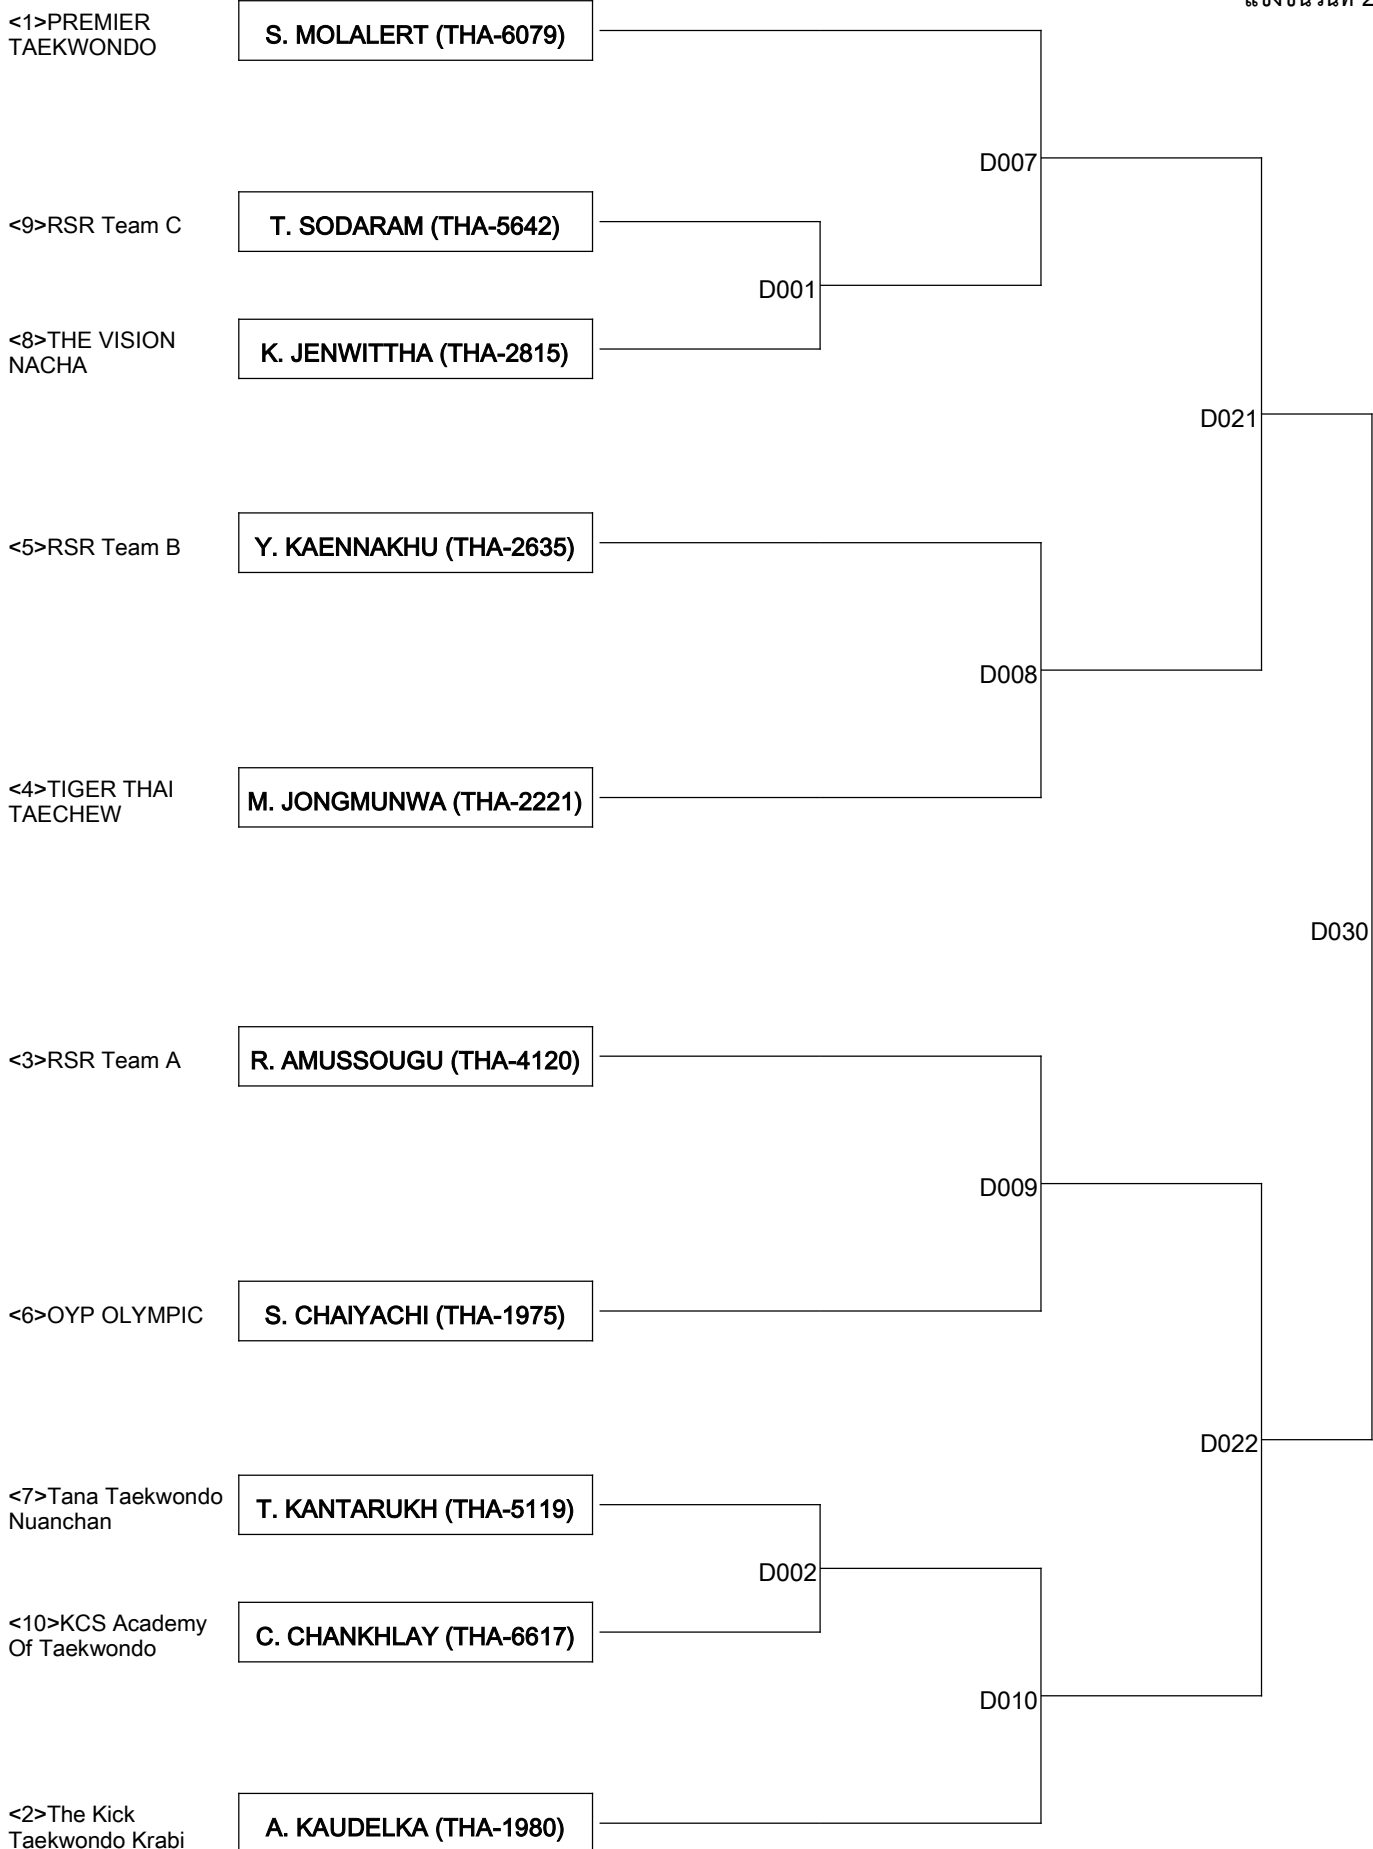 <1>PREMIER
TAEKWONDO
S. MOLALERT (THA-6079)
D007
<9>RSR Team C
T. SODARAM (THA-5642)
D001
<8>THE VISION
NACHA
K. JENWITTHA (THA-2815)
D021
<5>RSR Team B
Y. KAENNAKHU (THA-2635)
D008
<4>TIGER THAI
TAECHEW
M. JONGMUNWA (THA-2221)
D030
<3>RSR Team A
R. AMUSSOUGU (THA-4120)
D009
<6>OYP OLYMPIC
S. CHAIYACHI (THA-1975)
D022
<7>Tana Taekwondo
Nuanchan
T. KANTARUKH (THA-5119)
D002
<10>KCS Academy
Of Taekwondo
C. CHANKHLAY (THA-6617)
D010
<2>The Kick
Taekwondo Krabi
A. KAUDELKA (THA-1980)